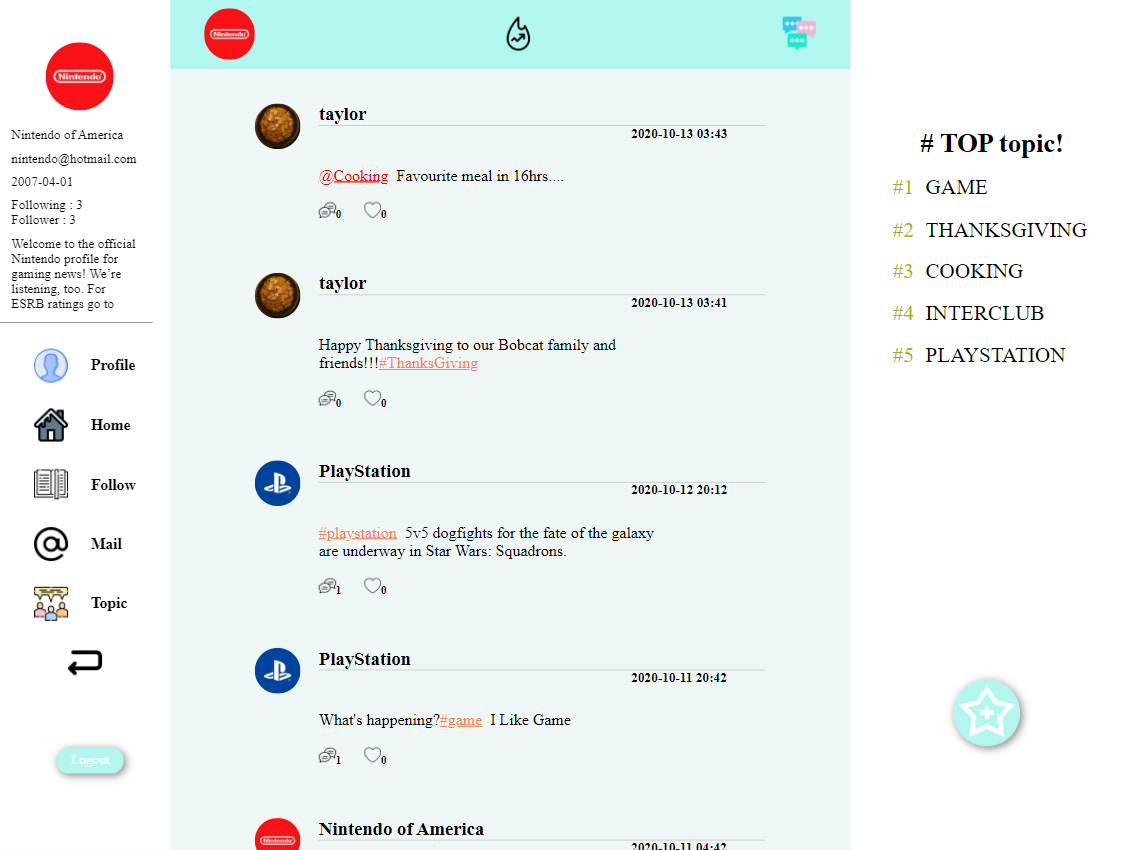 Nintendo
Nintendo of America
nintendo@hotmail.com
2007-04-01
Following : 3
Follower : 3
Welcome to the official
Nintendo profile for
gaming news! We’re
listening, too. For
ESRB ratings go to
Profile
Home
Follow
Mail
Topic
Logout
Nintendo
taylor
2020-10-13 03:43
@Cooking Favourite meal in 16hrs....
0 0
taylor
2020-10-13 03:41
Happy Thanksgiving to our Bobcat family and
friends!!!#ThanksGiving
0 0
PlayStation
2020-10-12 20:12
#playstation 5v5 dogfights for the fate of the galaxy
are underway in Star Wars: Squadrons.
1 0
PlayStation
2020-10-11 20:42
What's happening?#game I Like Game
1 0
Nintendo
Nintendo of America
2020-10-11 04:42
# TOP topic!
#1 GAME
#2 THANKSGIVING
#3 COOKING
#4 INTERCLUB
#5 PLAYSTATION